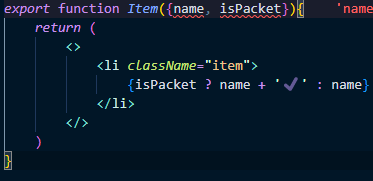 export function Item({name, isPacket}){ 'name
return (
<>
<li className="item">
{isPacket ? name + '✔' : name}
</li>
</>
)
}